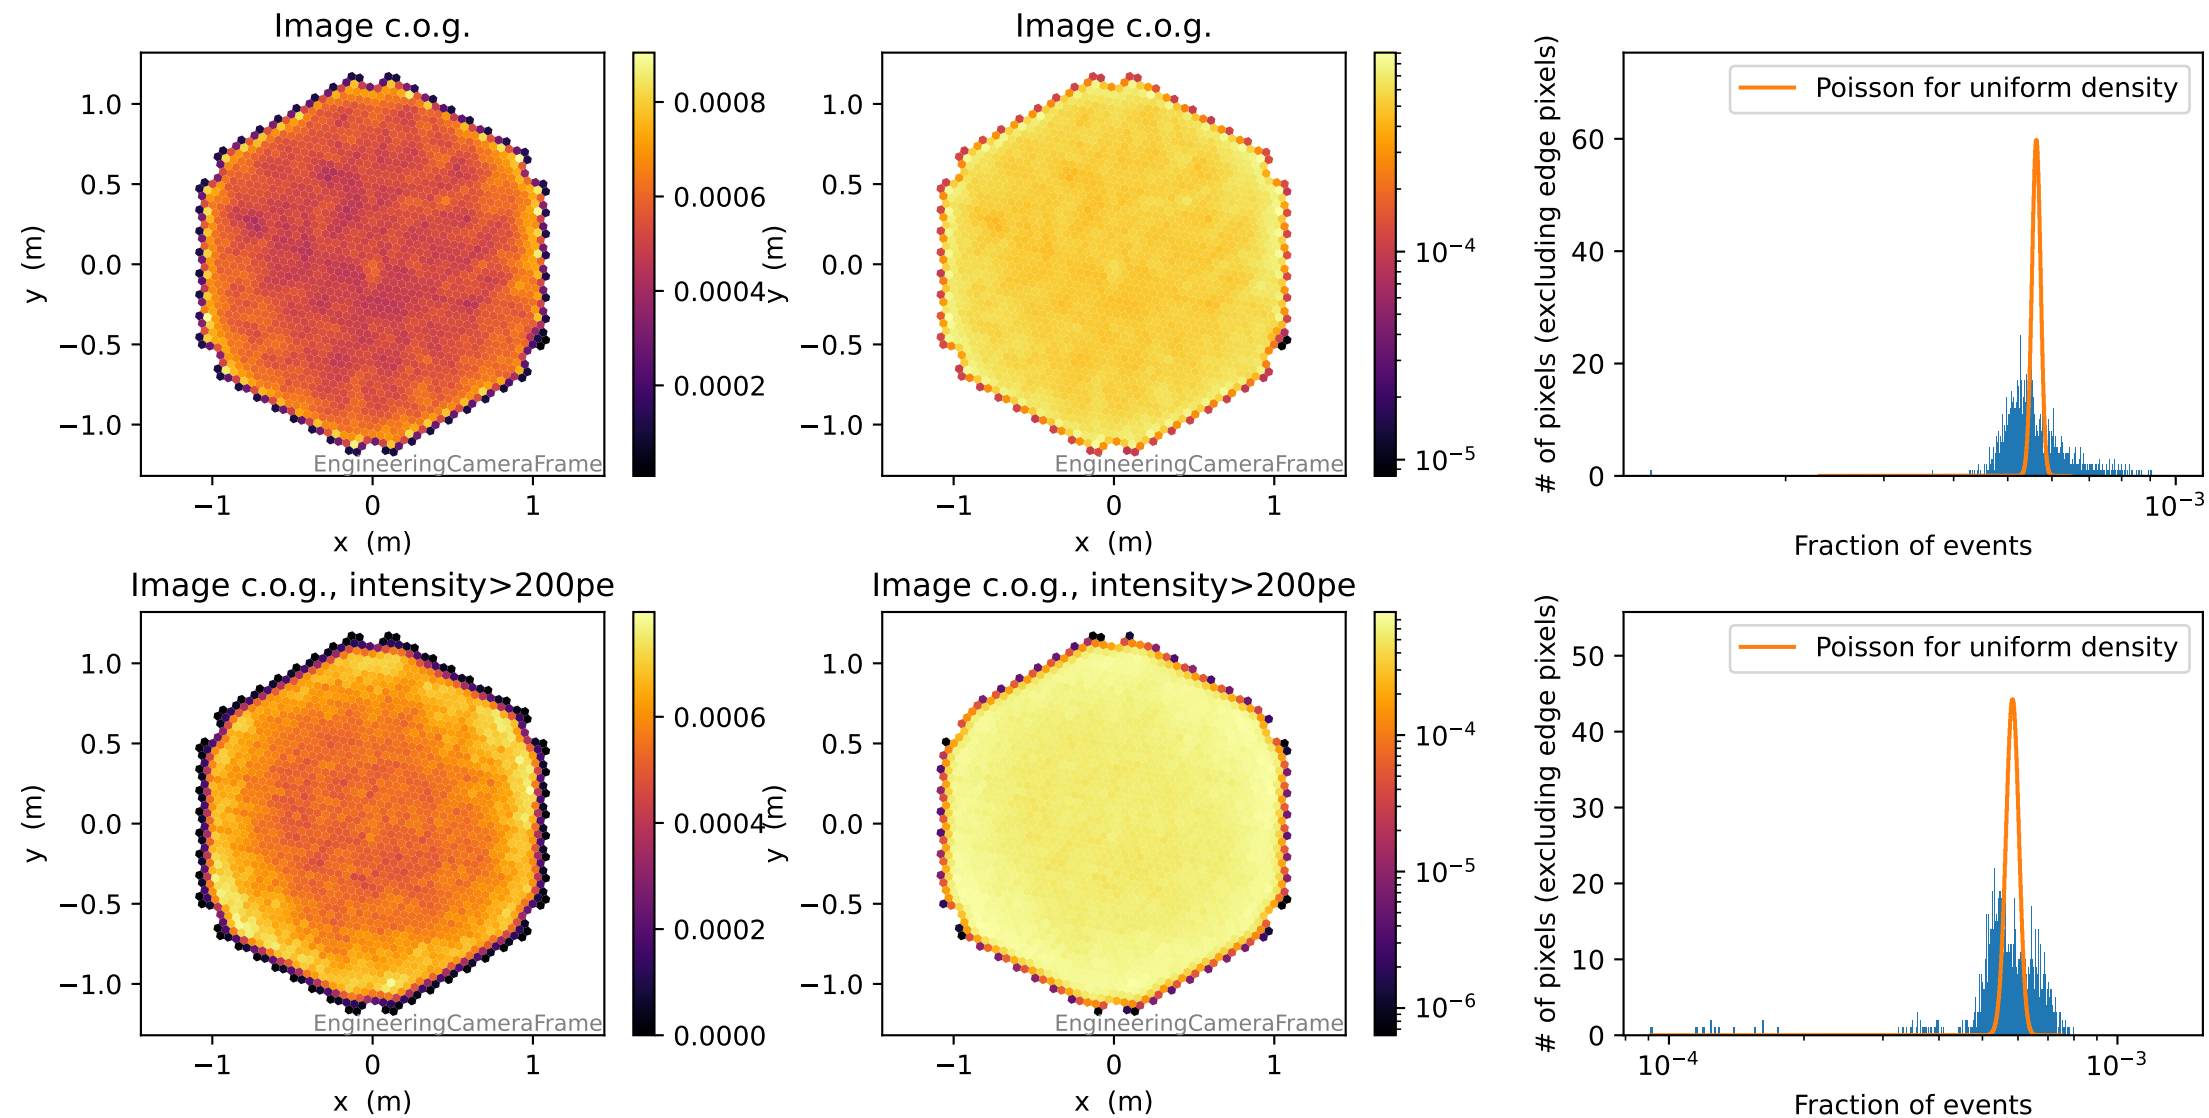 Image c.o.g.
1.0
0.5
0.0
−0.5
−1.0
y (m)
−1
0
1
x (m)
EngineeringCameraFrame
0.0008
0.0006
0.0004
0.0002
Image c.o.g.
1.0
0.5
0.0
−0.5
−1.0
y (m)
−1
0
1
x (m)
EngineeringCameraFrame
10⁻⁴
10⁻⁵
# of pixels (excluding edge pixels)
60
40
20
0
Poisson for uniform density
10⁻³
Fraction of events
Image c.o.g., intensity>200pe
1.0
0.5
0.0
−0.5
−1.0
y (m)
−1
0
1
x (m)
EngineeringCameraFrame
0.0006
0.0004
0.0002
0.0000
Image c.o.g., intensity>200pe
1.0
0.5
0.0
−0.5
−1.0
y (m)
−1
0
1
x (m)
EngineeringCameraFrame
10⁻⁴
10⁻⁵
10⁻⁶
# of pixels (excluding edge pixels)
50
40
30
20
10
0
Poisson for uniform density
10⁻⁴
10⁻³
Fraction of events